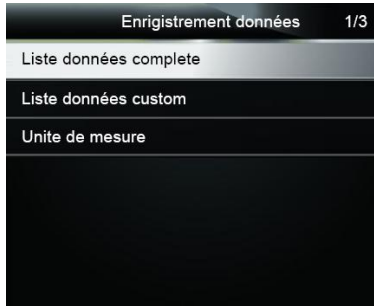 Enrigistrement données 1/3
Liste données complete
Liste données custom
Unite de mesure